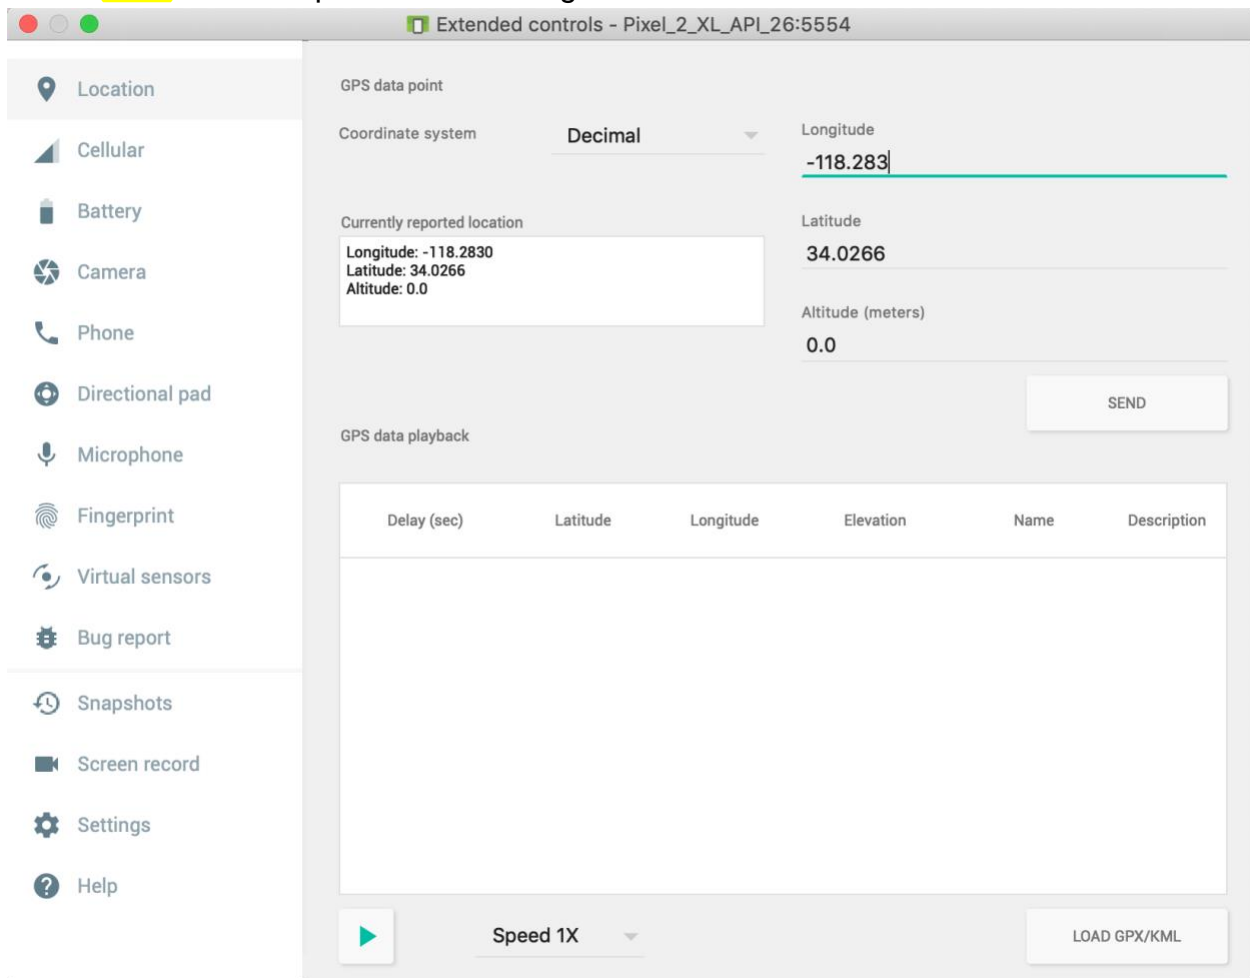 Extended controls - Pixel_2_XL_API_26:5554
Location
Cellular
Battery
Camera
Phone
Directional pad
Microphone
Fingerprint
Virtual sensors
Bug report
Snapshots
Screen record
Settings
Help
GPS data point
Coordinate system
Decimal
Longitude
-118.283
Currently reported location
Longitude: -118.2830
Latitude: 34.0266
Altitude: 0.0
Latitude
34.0266
Altitude (meters)
0.0
SEND
GPS data playback
Delay (sec) Latitude Longitude Elevation Name Description
Speed 1X
LOAD GPX/KML